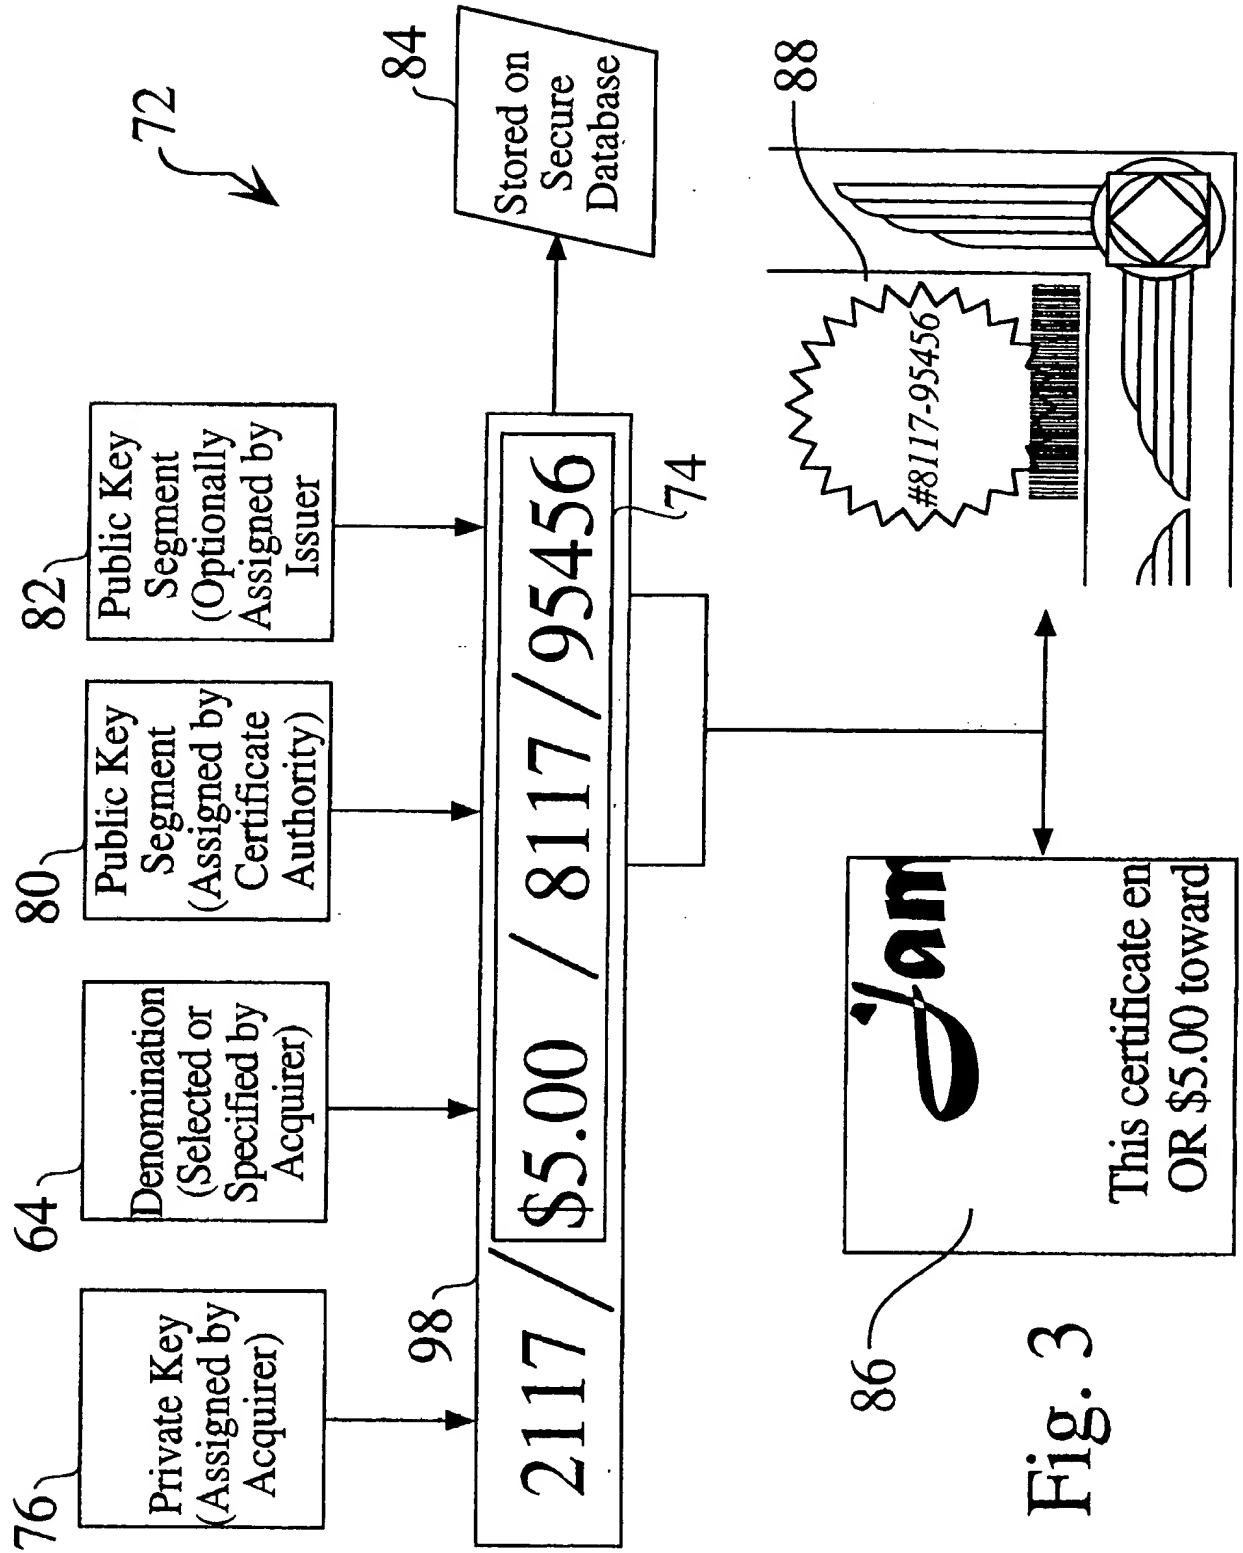 72
76
Private Key
(Assigned by
Acquirer)
64
Denomination
(Selected or
Specified by
Acquirer)
80
Public Key
Segment
(Assigned by
Certificate
Authority)
82
Public Key
Segment
(Optionally
Assigned by
Issuer
98
2117 / $5.00 / 8117 / 95456
74
84
Stored on
Secure
Database
86
Jam
This certificate en
OR $5.00 toward
88
#8117-95456
Fig. 3